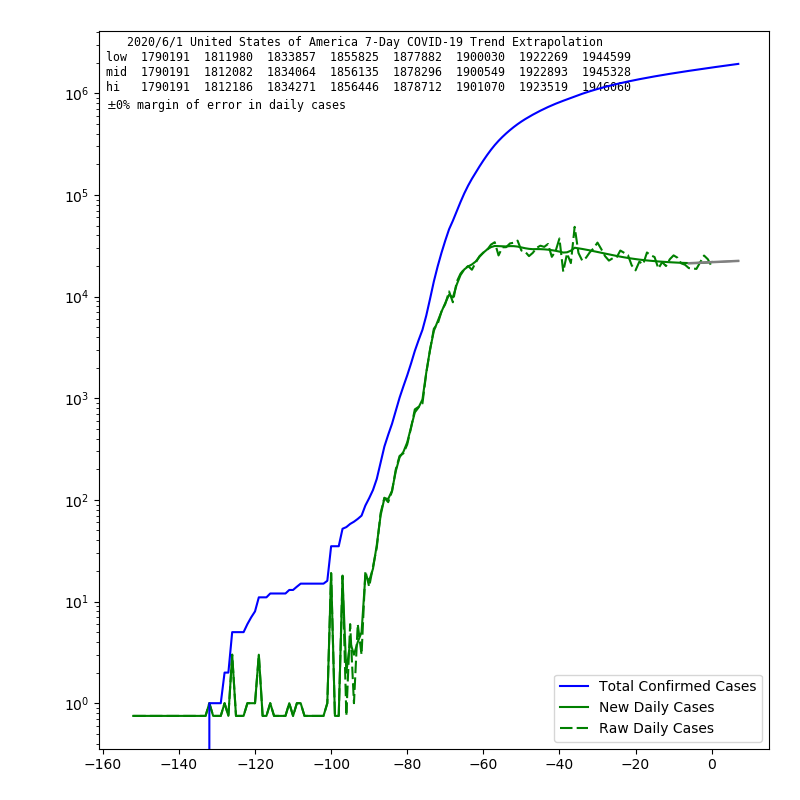 2020/6/1 United States of America 7-Day COVID-19 Trend Extrapolation
low 1790191 1811980 1833857 1855825 1877882 1900030 1922269 1944599
mid 1790191 1812082 1834064 1856135 1878296 1900549 1922893 1945328
hi 1790191 1812186 1834271 1856446 1878712 1901070 1923519 1946060
±0% margin of error in daily cases
10⁶
10⁵
10⁴
10³
10²
10¹
10⁰
Total Confirmed Cases
New Daily Cases
Raw Daily Cases
−160 −140 −120 −100 −80 −60 −40 −20 0